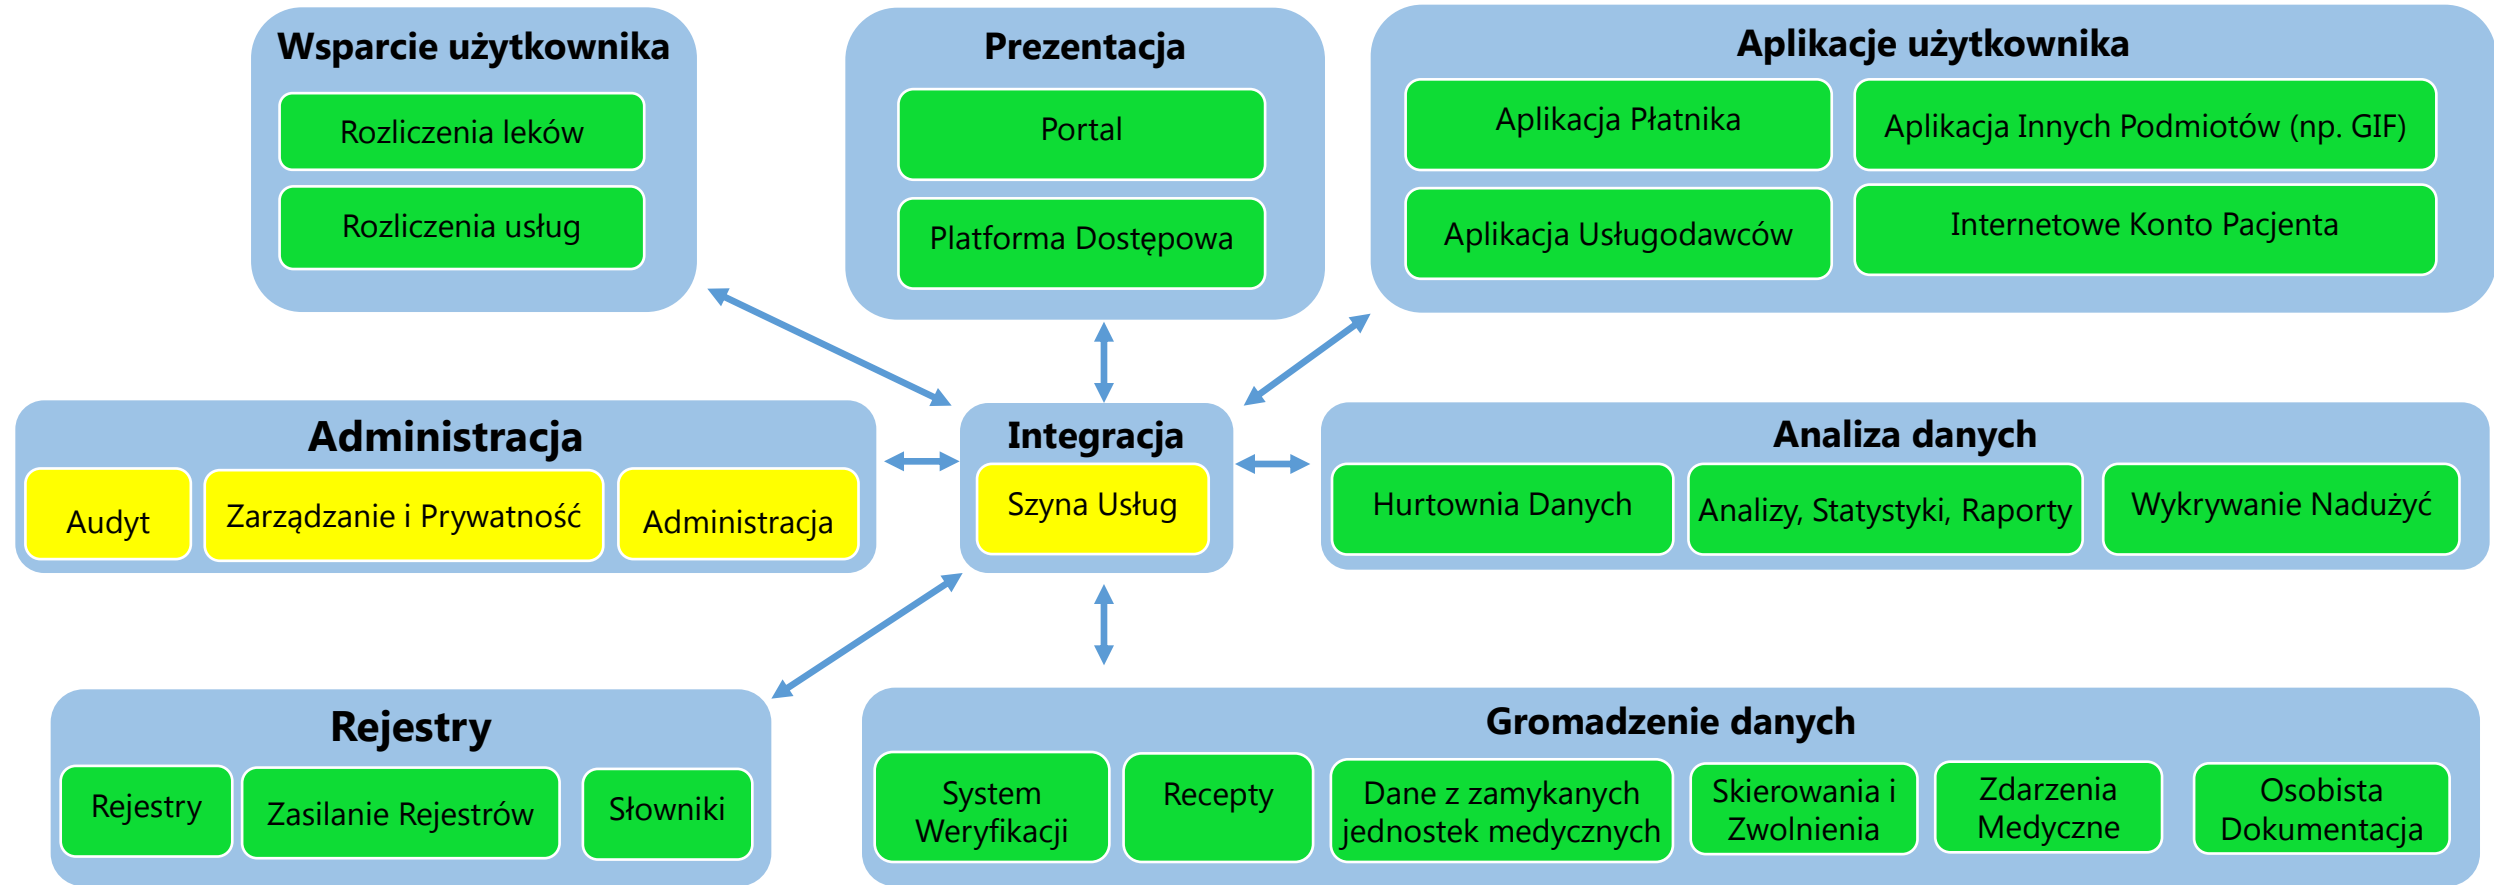 Wsparcie użytkownika
Rozliczenia leków
Rozliczenia usług
Prezentacja
Portal
Platforma Dostępowa
Aplikacje użytkownika
Aplikacja Płatnika
Aplikacja Innych Podmiotów (np. GIF)
Aplikacja Usługodawców
Internetowe Konto Pacjenta
Administracja
Audyt
Zarządzanie i Prywatność
Administracja
Integracja
Szyna Usług
Analiza danych
Hurtownia Danych
Analizy, Statystyki, Raporty
Wykrywanie Nadużyć
Rejestry
Rejestry
Zasilanie Rejestrów
Słowniki
Gromadzenie danych
System
Weryfikacji
Recepty
Dane z zamykanych
jednostek medycznych
Skierowania i
Zwolnienia
Zdarzenia
Medyczne
Osobista
Dokumentacja